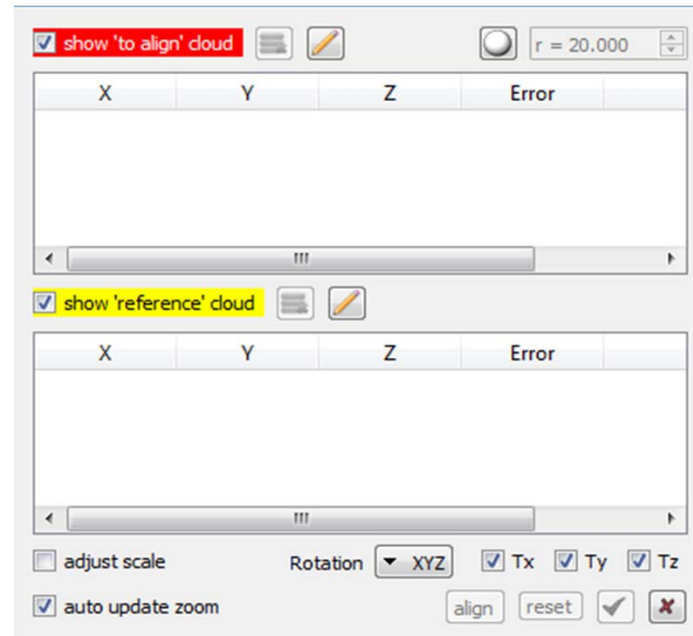 show 'to align' cloud r = 20.000
X Y Z Error
show 'reference' cloud
X Y Z Error
adjust scale Rotation XYZ Tx Ty Tz
auto update zoom align reset